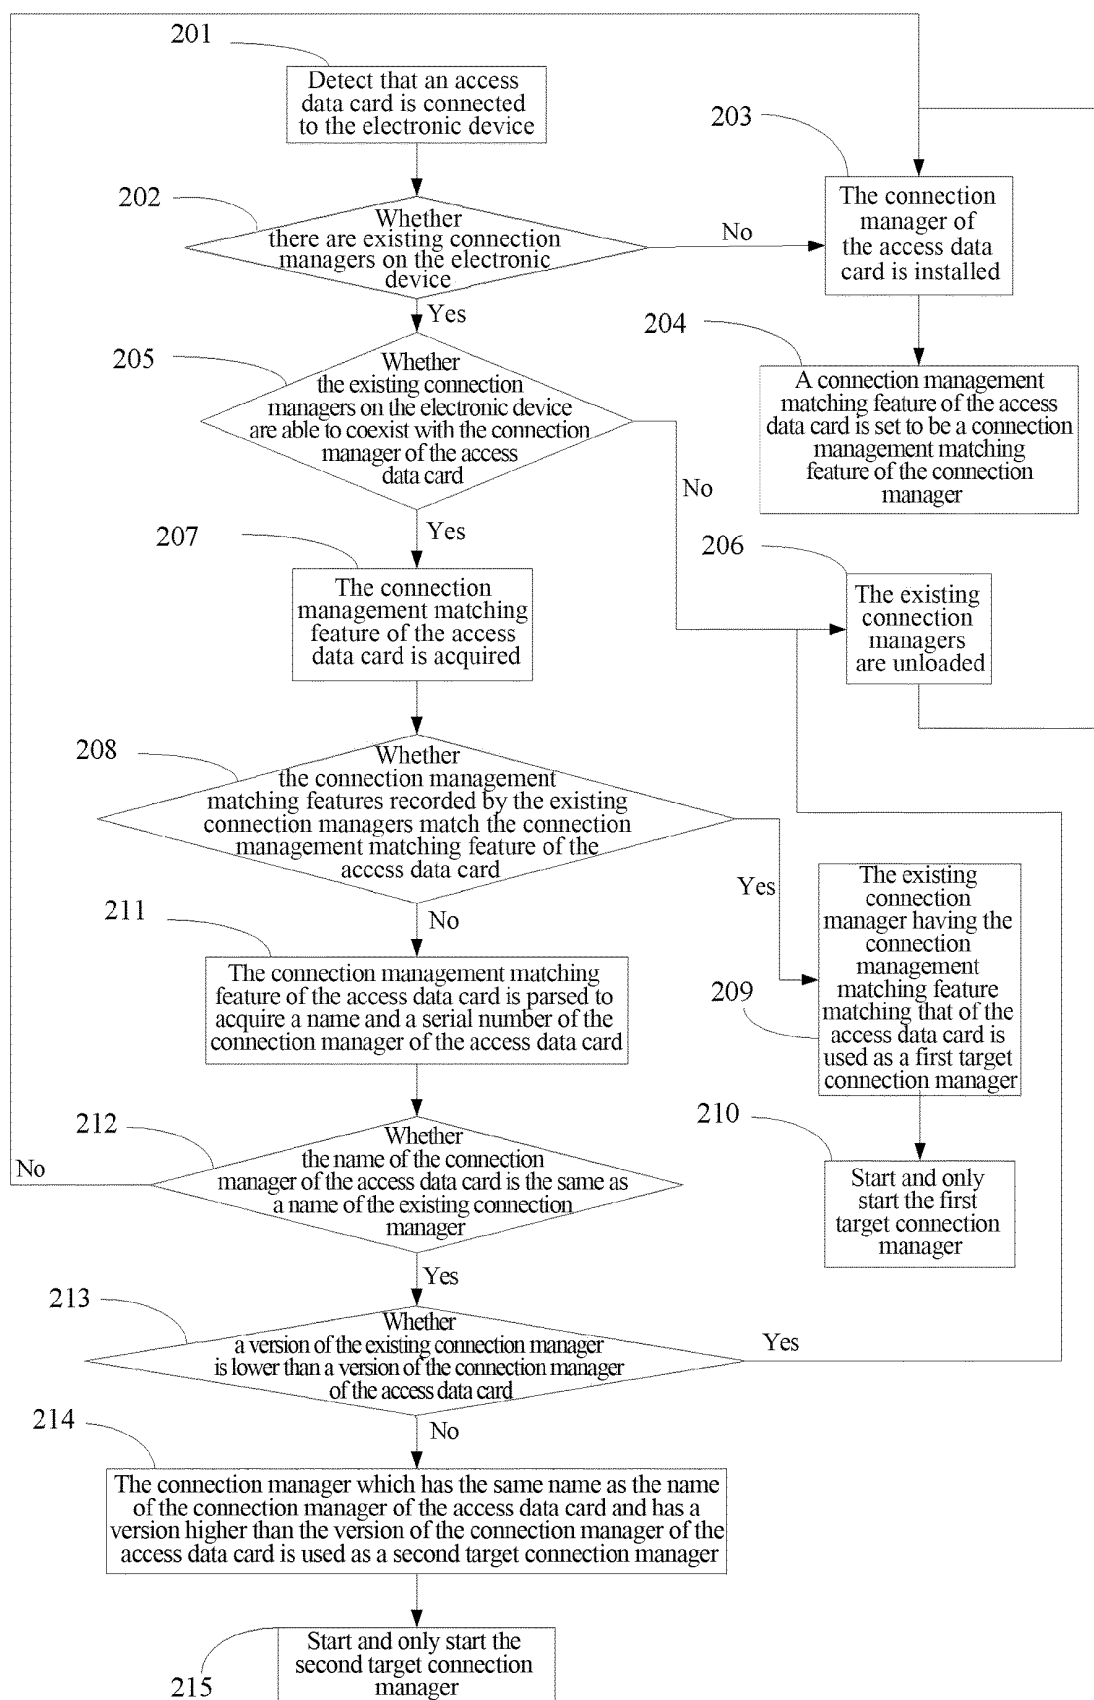 201
Detect that an access
data card is connected
to the electronic device
202
Whether
there are existing connection
managers on the electronic
device
No
203
The connection
manager of
the access data
card is installed
Yes
204
A connection management
matching feature of the access
data card is set to be a connection
management matching
feature of the connection
manager
205
Whether
the existing connection
managers on the electronic device
are able to coexist with the connection
manager of the access
data card
No
Yes
206
The existing
connection
managers
are unloaded
207
The connection
management matching
feature of the access
data card is acquired
208
Whether
the connection management
matching features recorded by the existing
connection managers match the connection
management matching feature of the
access data card
Yes
No
209
The existing
connection
manager having the
connection
management
matching feature
matching that of the
access data card is
used as a first target
connection manager
210
Start and only
start the first
target connection
manager
211
The connection management matching
feature of the access data card is parsed to
acquire a name and a serial number of the
connection manager of the access data card
212
Whether
the name of the connection
manager of the access data card is the same as
a name of the existing connection
manager
No
Yes
213
Whether
a version of the existing connection manager
is lower than a version of the connection manager
of the access data card
Yes
No
214
The connection manager which has the same name as the name
of the connection manager of the access data card and has a
version higher than the version of the connection manager of the
access data card is used as a second target connection manager
215
Start and only start the
second target connection
manager